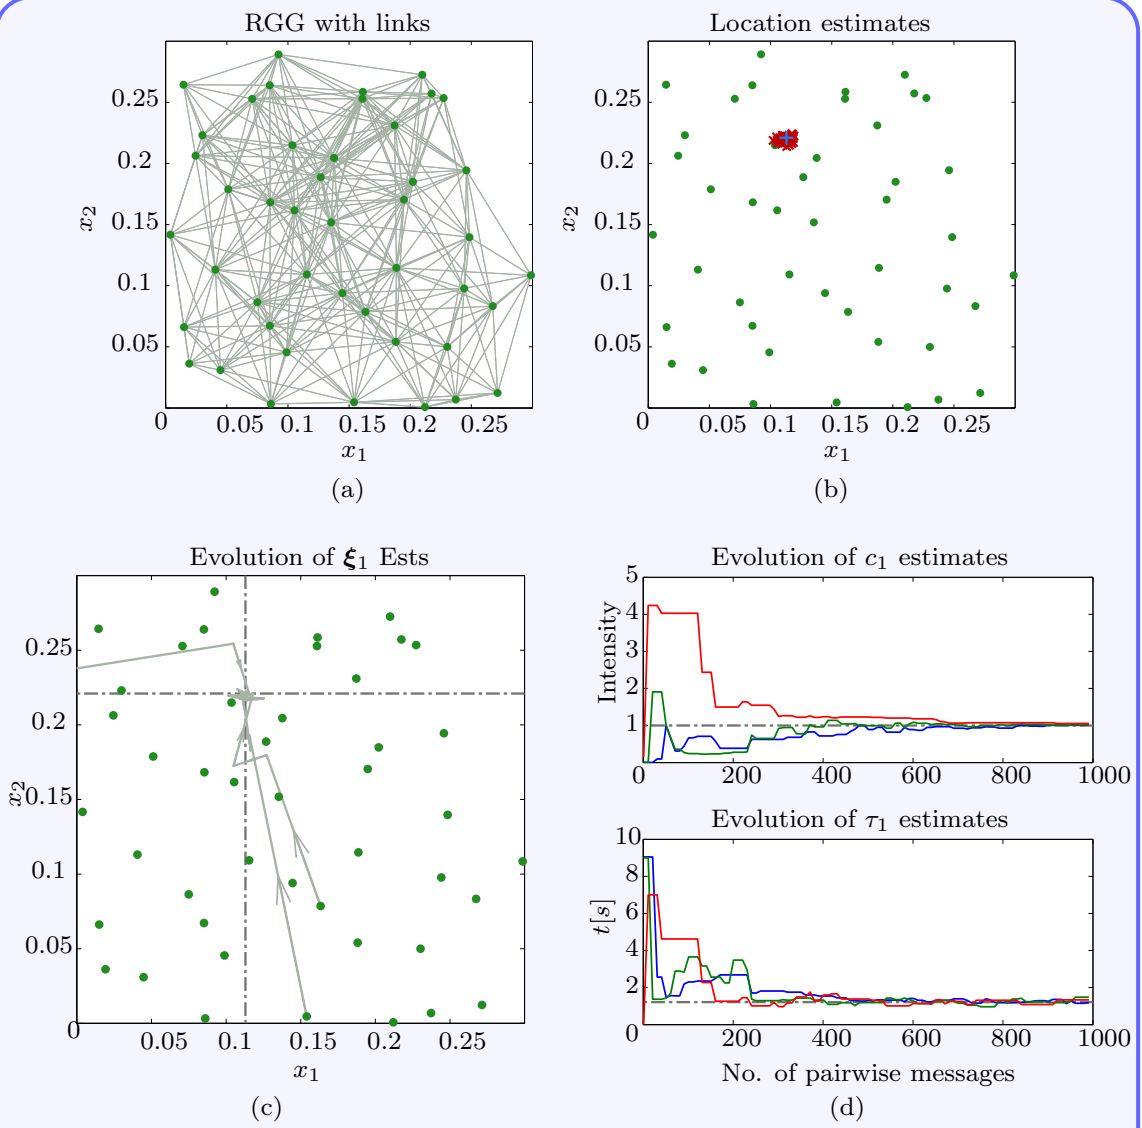 RGG with links
0.25
0.2
0.15
0.1
0.05
x₂
0 0.05 0.1 0.15 0.2 0.25
x₁
(a)
Location estimates
0.25
0.2
0.15
0.1
0.05
x₂
0 0.05 0.1 0.15 0.2 0.25
x₁
(b)
Evolution of ξ₁ Ests
0.25
0.2
0.15
0.1
0.05
0
x₂
0.05 0.1 0.15 0.2 0.25
x₁
(c)
Evolution of c₁ estimates
5
4
3
2
1
Intensity
0 200 400 600 800 1000
Evolution of τ₁ estimates
10
8
6
4
2
0
t[s]
200 400 600 800 1000
No. of pairwise messages
(d)